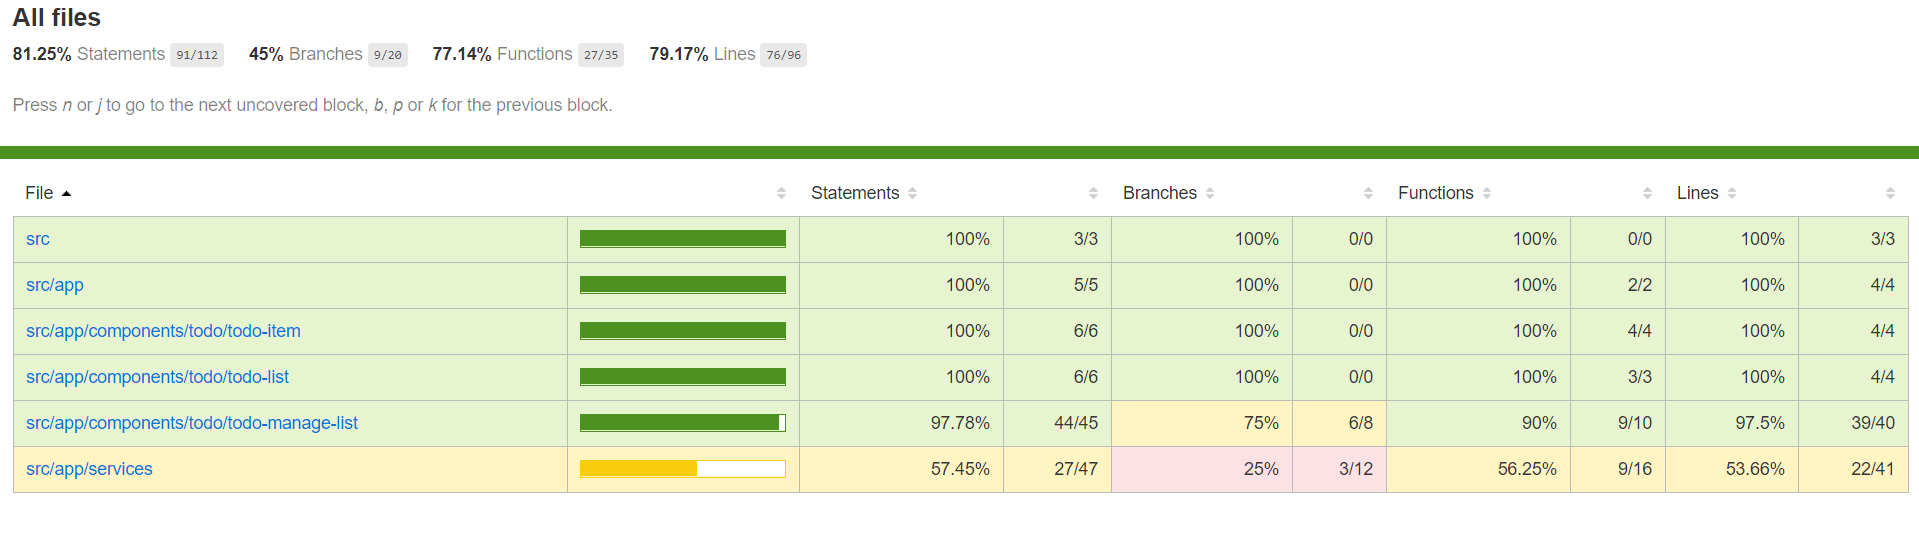 All files
81.25% Statements 91/112 45% Branches 9/20 77.14% Functions 27/35 79.17% Lines 76/96
Press n or j to go to the next uncovered block, b, p or k for the previous block.
File Statements Branches Functions Lines
src 100% 3/3 100% 0/0 100% 0/0 100% 3/3
src/app 100% 5/5 100% 0/0 100% 2/2 100% 4/4
src/app/components/todo/todo-item 100% 6/6 100% 0/0 100% 4/4 100% 4/4
src/app/components/todo/todo-list 100% 6/6 100% 0/0 100% 3/3 100% 4/4
src/app/components/todo/todo-manage-list 97.78% 44/45 75% 6/8 90% 9/10 97.5% 39/40
src/app/services 57.45% 27/47 25% 3/12 56.25% 9/16 53.66% 22/41